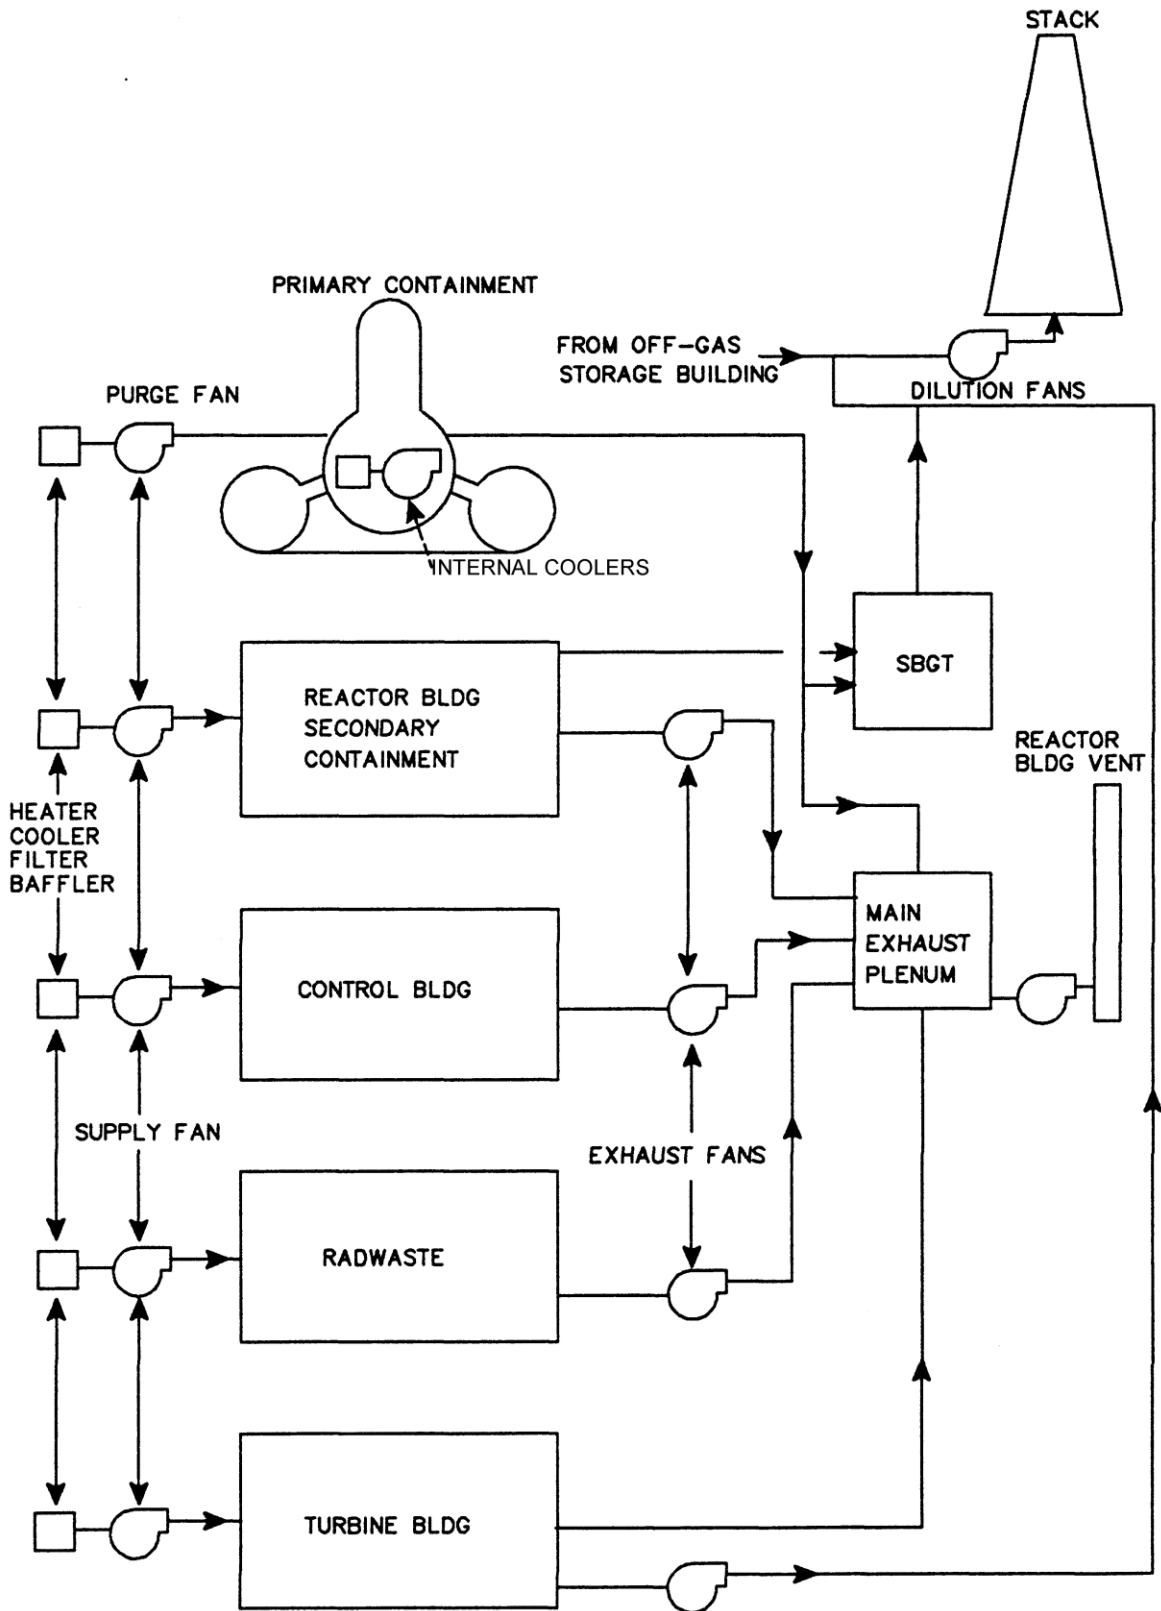 STACK
PRIMARY CONTAINMENT
FROM OFF-GAS
STORAGE BUILDING
PURGE FAN
DILUTION FANS
INTERNAL COOLERS
REACTOR BLDG
SECONDARY
CONTAINMENT
SBGT
REACTOR
BLDG VENT
HEATER
COOLER
FILTER
BAFFLER
MAIN
EXHAUST
PLENUM
CONTROL BLDG
SUPPLY FAN
EXHAUST FANS
RADWASTE
TURBINE BLDG